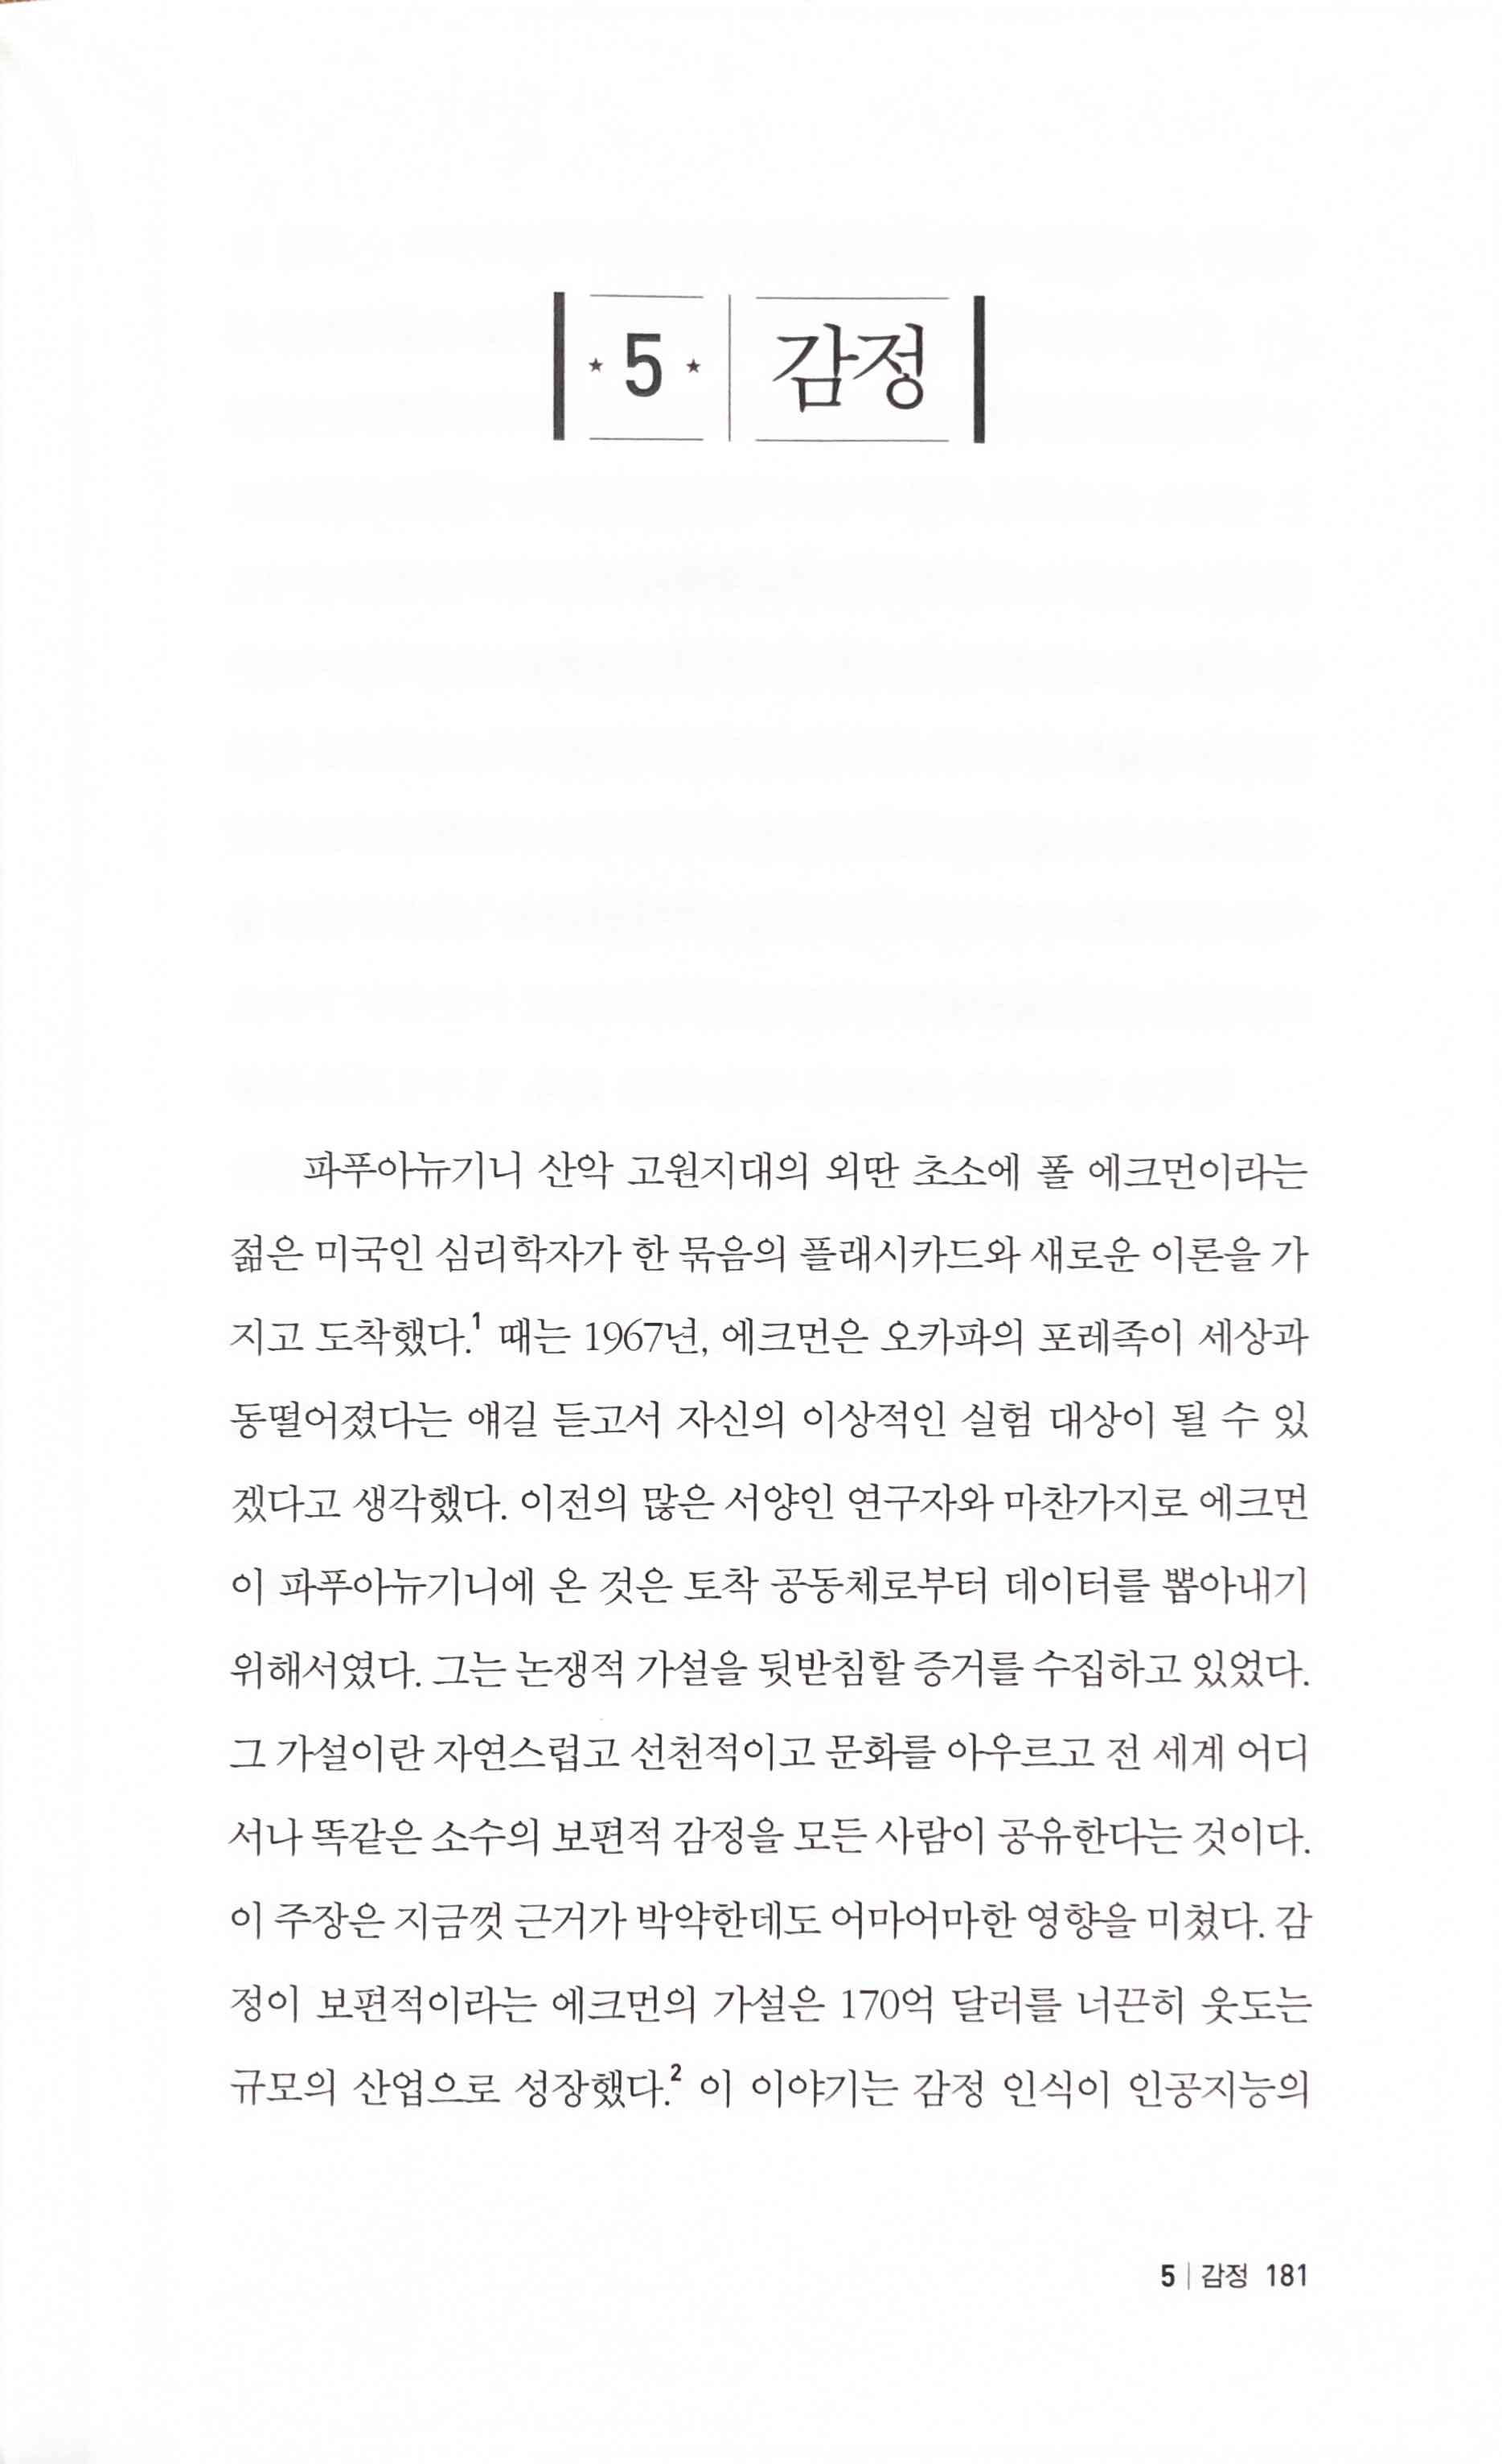 5 감정
파푸아뉴기니 산악 고원지대의 외딴 초소에 폴 에크먼이라는
젊은 미국인 심리학자가 한 묶음의 플래시카드와 새로운 이론을 가
지고 도착했다.1 때는 1967년, 에크먼은 오카파의 포레족이 세상과
동떨어졌다는 얘길 듣고서 자신의 이상적인 실험 대상이 될 수 있
겠다고 생각했다. 이전의 많은 서양인 연구자와 마찬가지로 에크먼
이 파푸아뉴기니에 온 것은 토착 공동체로부터 데이터를 뽑아내기
위해서였다. 그는 논쟁적 가설을 뒷받침할 증거를 수집하고 있었다.
그 가설이란 자연스럽고 선천적이고 문화를 아우르고 전 세계 어디
서나 똑같은 소수의 보편적 감정을 모든 사람이 공유한다는 것이다.
이 주장은 지금껏 근거가 박약한데도 어마어마한 영향을 미쳤다. 감
정이 보편적이라는 에크먼의 가설은 170억 달러를 너끈히 웃도는
규모의 산업으로 성장했다.2 이 이야기는 감정 인식이 인공지능의
5 | 감정 181